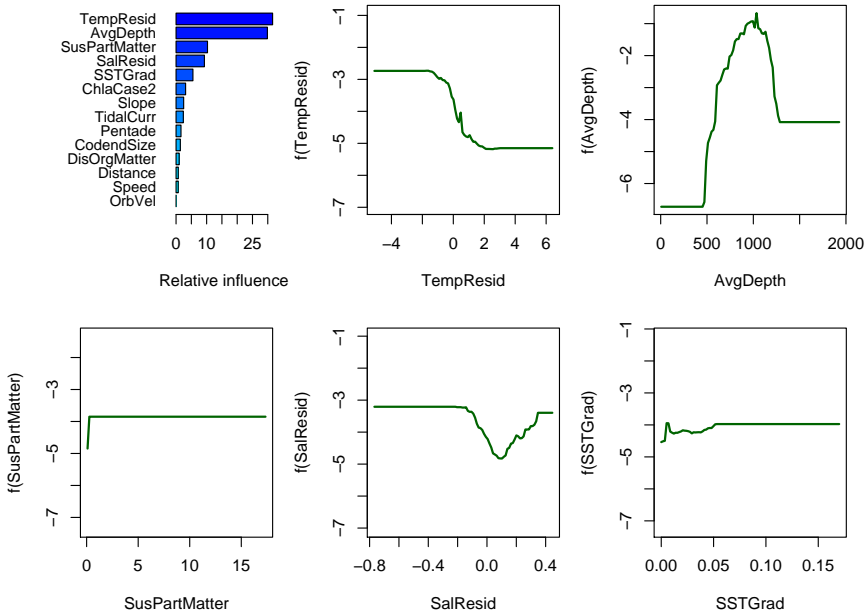 TempResid
AvgDepth
SusPartMatter
SalResid
SSTGrad
ChlaCase2
Slope
TidalCurr
Pentade
CodendSize
DisOrgMatter
Distance
Speed
OrbVel
0 10 25
Relative influence
f(TempResid)
-1
-3
-5
-7
-4 0 2 4 6
TempResid
f(AvgDepth)
-2
-4
-6
0 500 1000 2000
AvgDepth
f(SusPartMatter)
-3
-5
-7
0 5 10 15
SusPartMatter
f(SalResid)
-1
-3
-5
-7
-0.8 -0.4 0.0 0.4
SalResid
f(SSTGrad)
-1
-3
-5
-7
0.00 0.05 0.10 0.15
SSTGrad